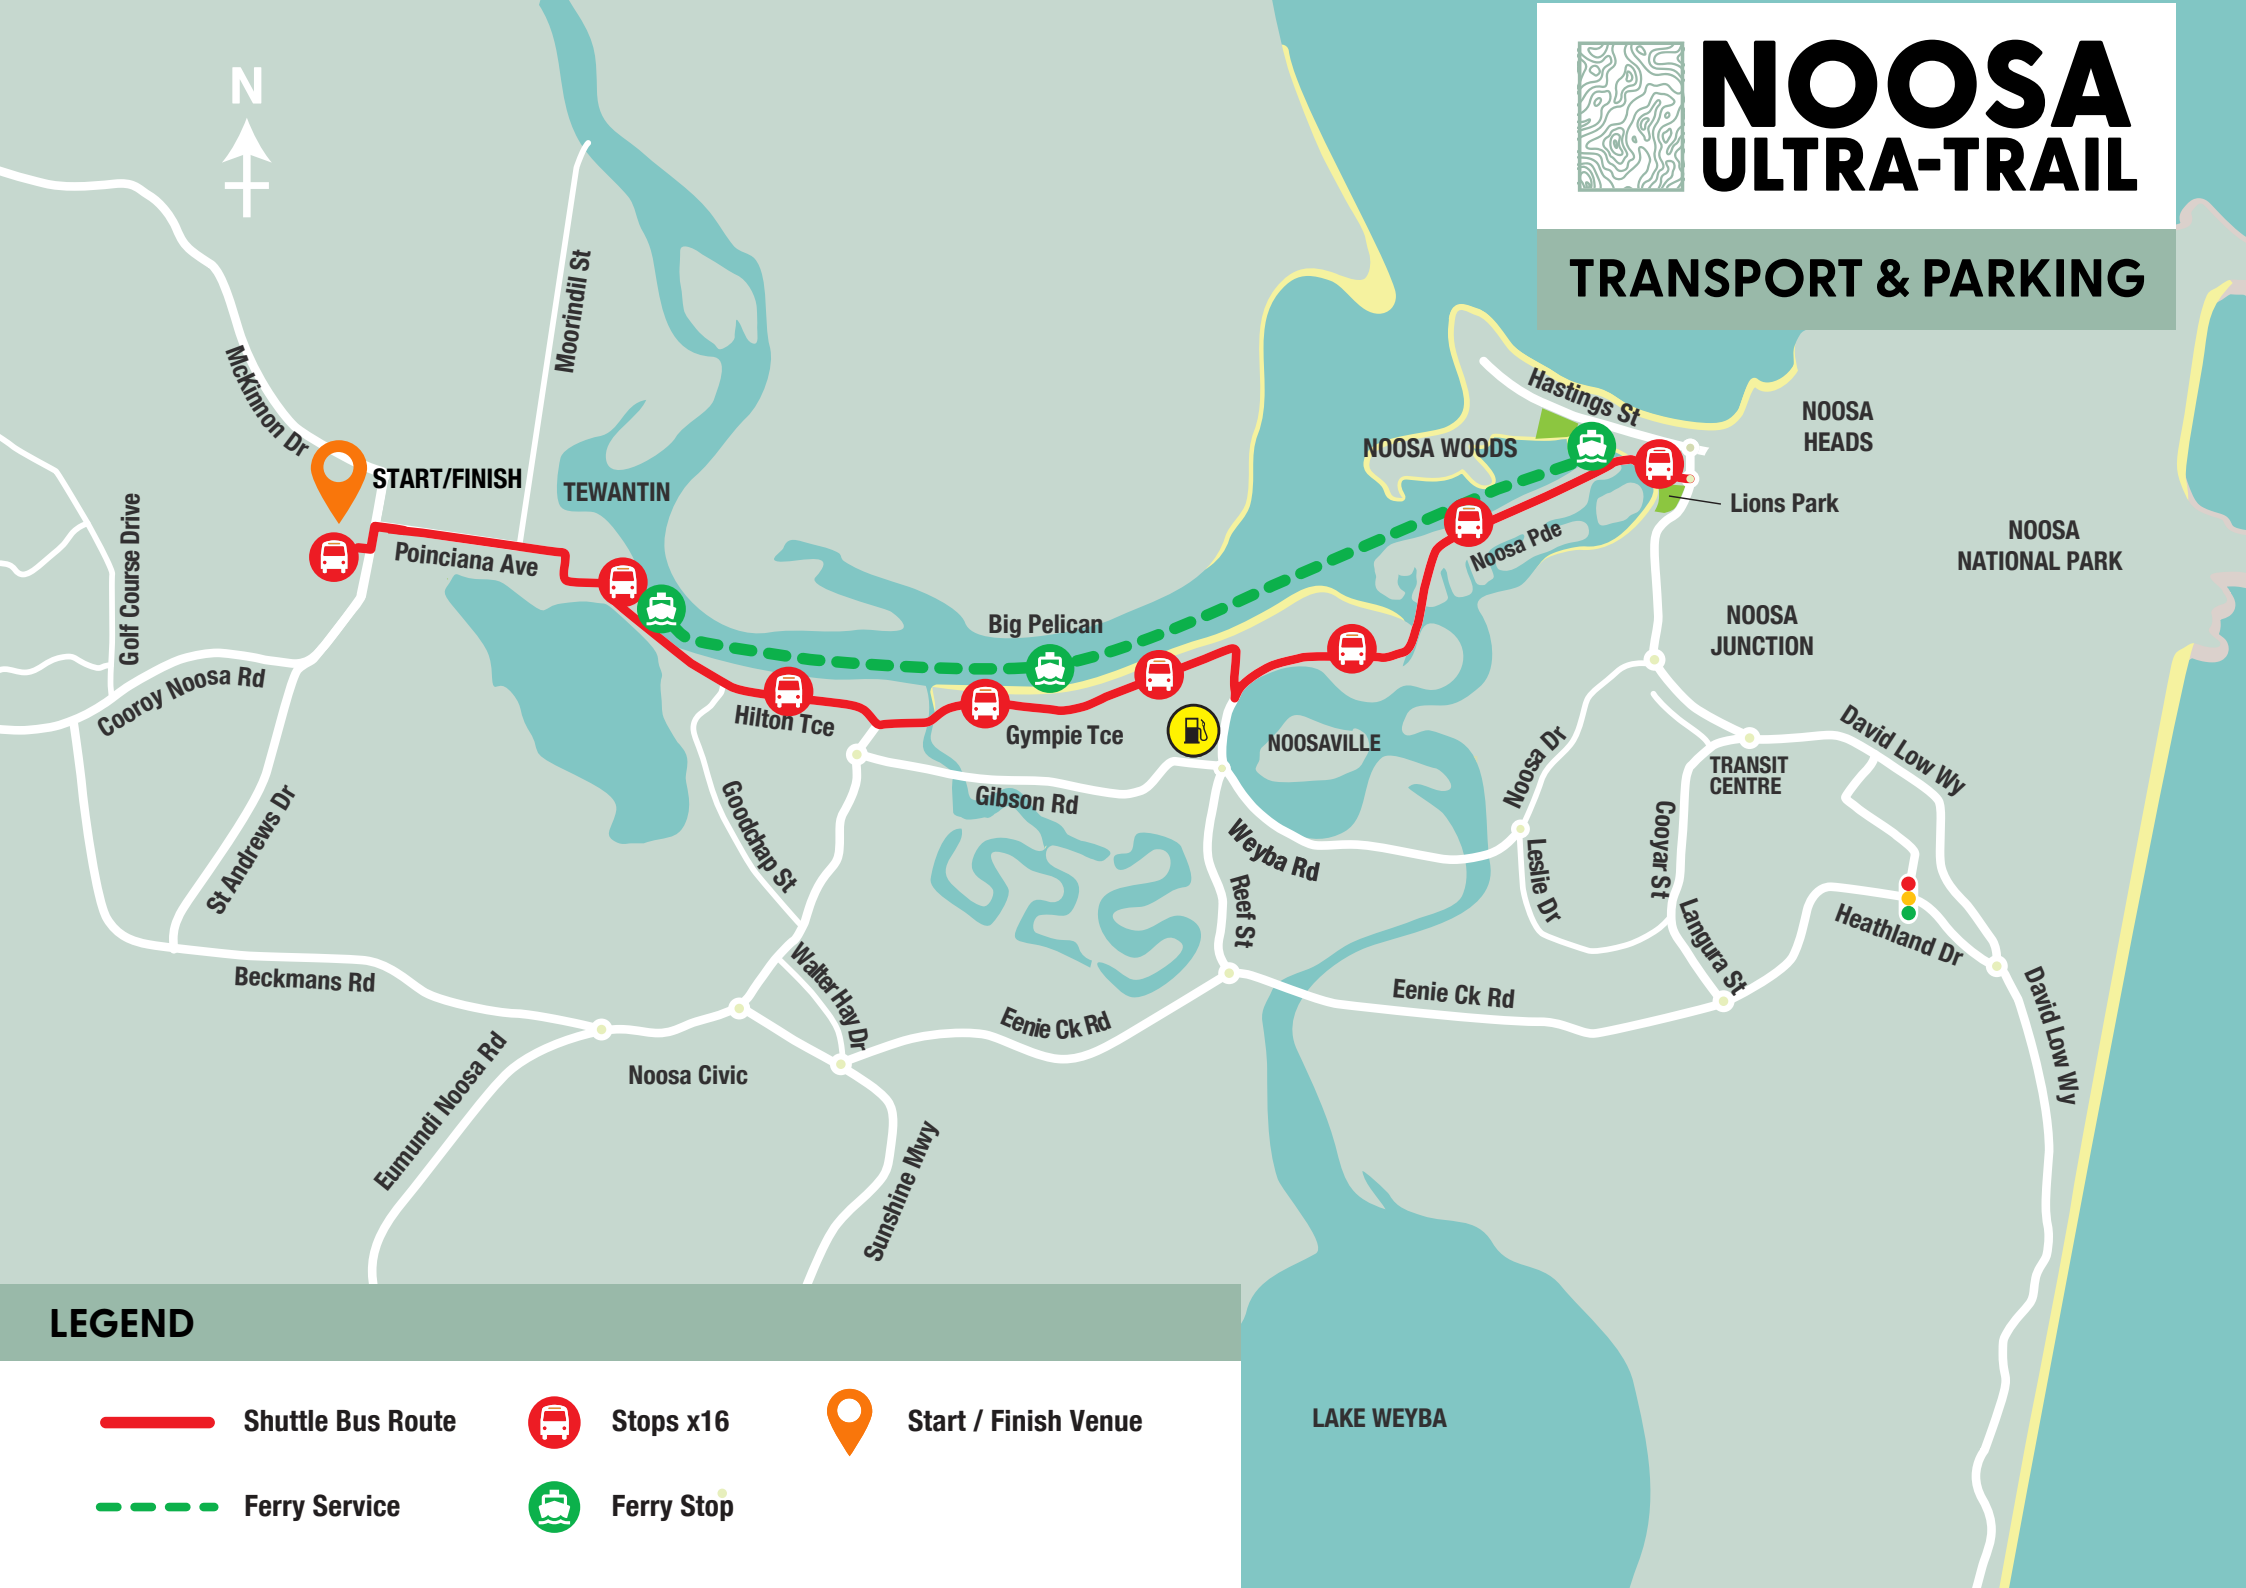 NOOSA
ULTRA-TRAIL
TRANSPORT & PARKING
N
McKinnon Dr
Moorindil St
START/FINISH
TEWANTIN
Poinciana Ave
Golf Course Drive
Cooroy Noosa Rd
St Andrews Dr
Beckmans Rd
Eumundi Noosa Rd
Noosa Civic
Hilton Tce
Goodchap St
Walter Hay Dr
Sunshine Mwy
Big Pelican
Gympie Tce
Gibson Rd
Eenie Ck Rd
Reef St
Weyba Rd
NOOSAVILLE
NOOSA WOODS
Hastings St
Noosa Pde
Lions Park
NOOSA
HEADS
NOOSA
NATIONAL PARK
NOOSA
JUNCTION
Noosa Dr
Leslie Dr
TRANSIT
CENTRE
Cooyar St
Langura St
David Low Wy
Heathland Dr
Eenie Ck Rd
David Low Wy
LAKE WEYBA
LEGEND
Shuttle Bus Route
Stops x16
Start / Finish Venue
Ferry Service
Ferry Stop